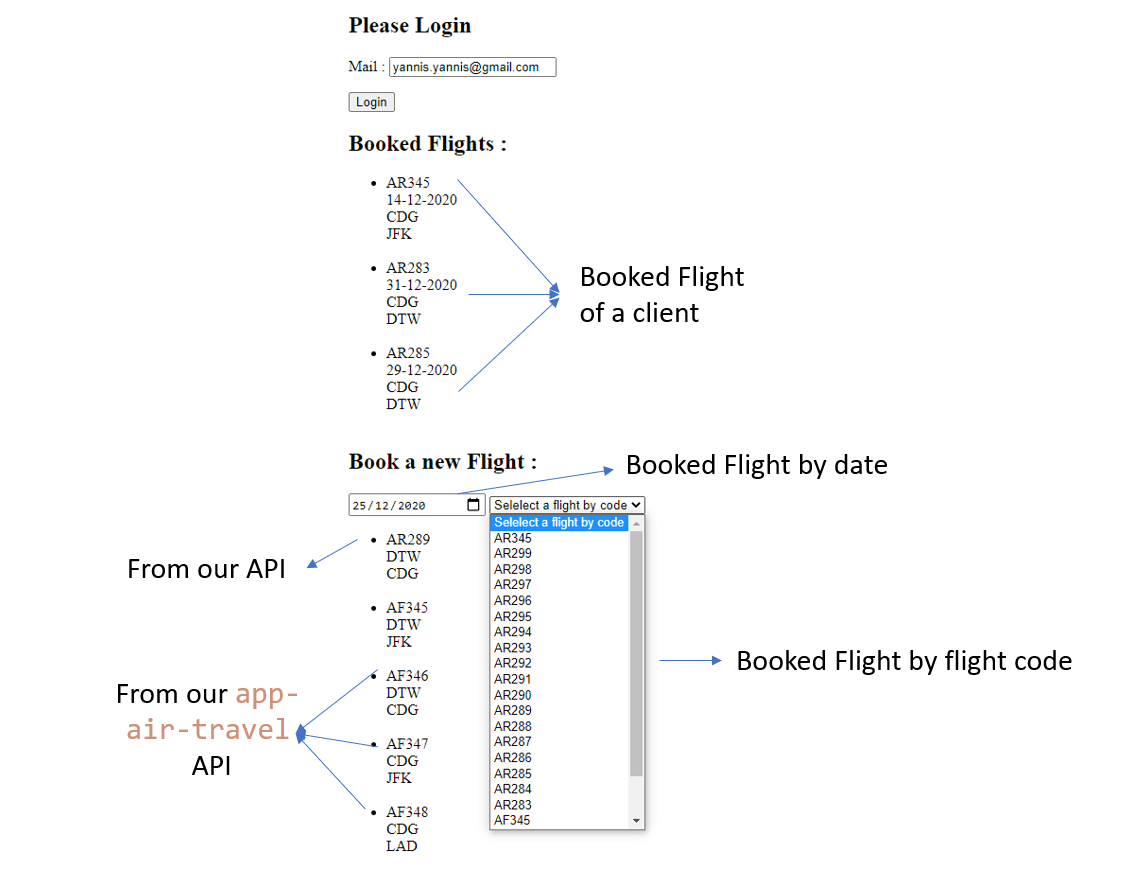 Please Login
Mail : yannis.yannis@gmail.com
Login
Booked Flights :
AR345
14-12-2020
CDG
JFK
AR283
31-12-2020
CDG
DTW
AR285
29-12-2020
CDG
DTW
Booked Flight
of a client
Book a new Flight :
Booked Flight by date
25/12/2020
Selelect a flight by code
Selelect a flight by code
AR345
AR299
AR298
AR297
AR296
AR295
AR294
AR293
AR292
AR291
AR290
AR289
AR288
AR287
AR286
AR285
AR284
AR283
AF345
AR289
DTW
CDG
AF345
DTW
JFK
AF346
DTW
CDG
AF347
CDG
JFK
AF348
CDG
LAD
From our API
From our app-
air-travel
API
Booked Flight by flight code